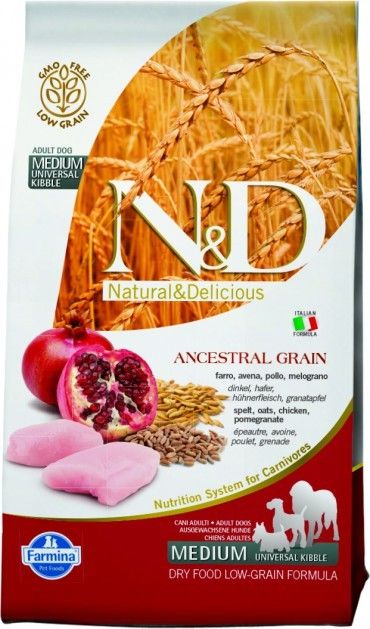 GMO FREE
LOW GRAIN
ADULT DOG
MEDIUM
UNIVERSAL
KIBBLE
N&D
Natural&Delicious
ITALIAN
FORMULA
ANCESTRAL GRAIN
farro, avena, pollo, melograno
dinkel, hafer,
hühnerfleisch, granatapfel
spelt, oats, chicken,
pomegranate
épeautre, avoine,
poulet, grenade
Nutrition System for Carnivores
CANI ADULTI • ADULT DOGS
AUSGEWACHSENE HUNDE
CHIENS ADULTES
MEDIUM UNIVERSAL KIBBLE
Farmina
Pet Foods
DRY FOOD LOW-GRAIN FORMULA